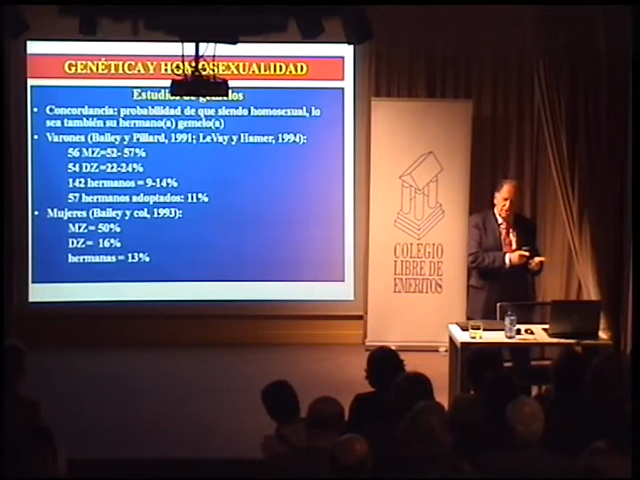 GENÉTICA Y HOMOSEXUALIDAD
Estudios de gemelos
• Concordancia: probabilidad de que siendo homosexual, lo
sea también su hermano(a) gemelo(a)
• Varones (Bailey y Pillard, 1991; LeVay y Hamer, 1994):
56 MZ=52- 57%
54 DZ=22-24%
142 hermanos = 9-14%
57 hermanos adoptados: 11%
• Mujeres (Bailey y col, 1993):
MZ = 50%
DZ = 16%
hermanas = 13%
COLEGIO
LIBRE DE
EMÉRITOS